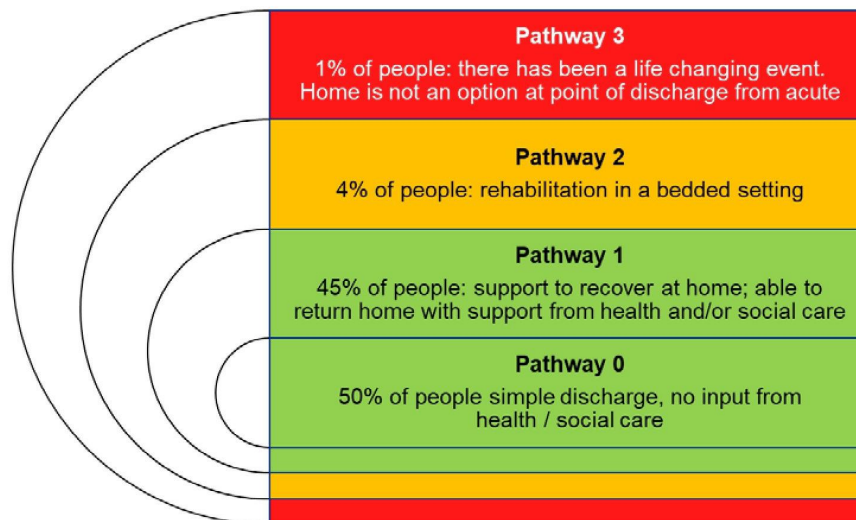 Pathway 3
1% of people: there has been a life changing event.
Home is not an option at point of discharge from acute
Pathway 2
4% of people: rehabilitation in a bedded setting
Pathway 1
45% of people: support to recover at home; able to
return home with support from health and/or social care
Pathway 0
50% of people simple discharge, no input from
health / social care